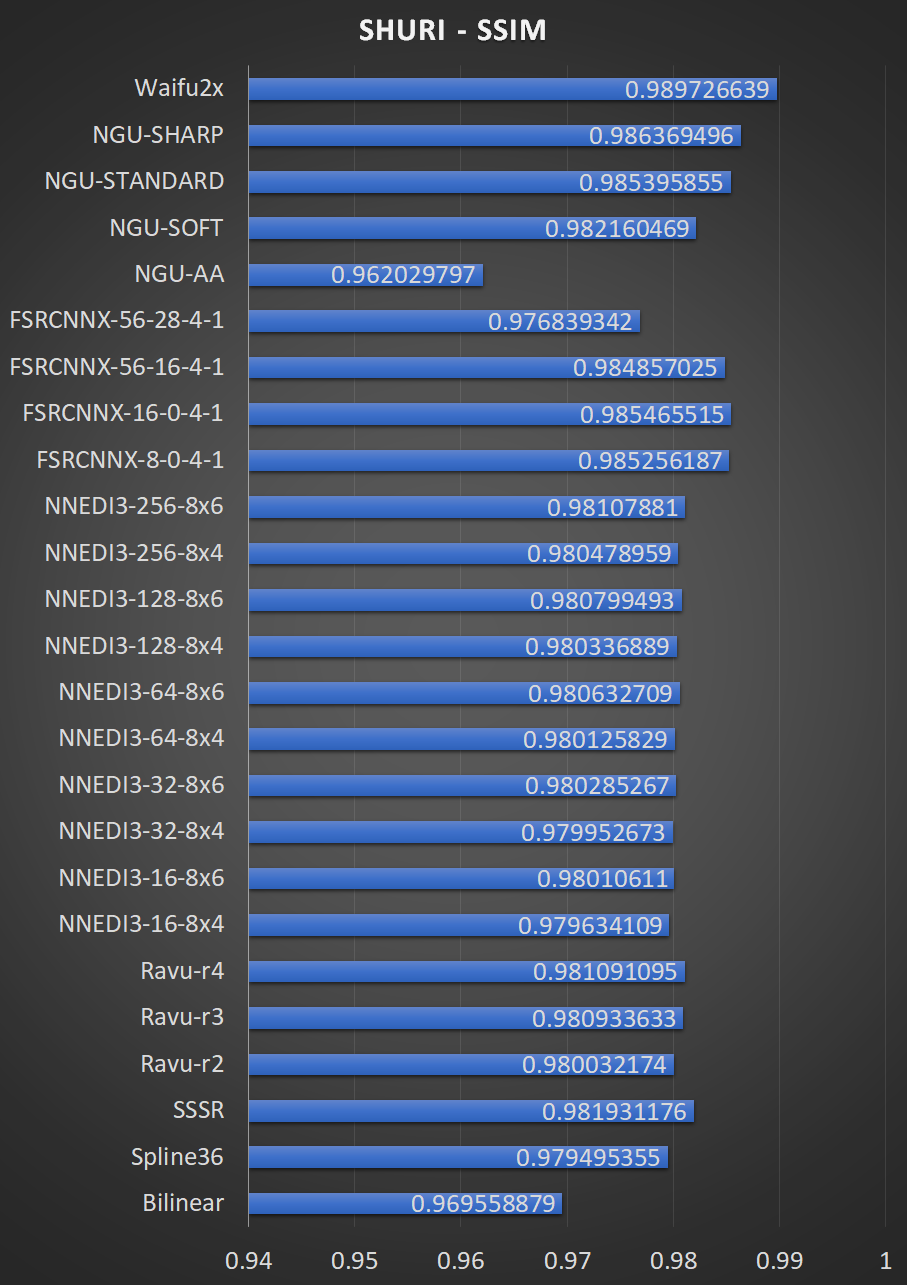 SHURI - SSIM
Waifu2x 0.989726639
NGU-SHARP 0.986369496
NGU-STANDARD 0.985395855
NGU-SOFT 0.982160469
NGU-AA 0.962029797
FSRCNNX-56-28-4-1 0.976839342
FSRCNNX-56-16-4-1 0.984857025
FSRCNNX-16-0-4-1 0.985465515
FSRCNNX-8-0-4-1 0.985256187
NNEDI3-256-8x6 0.98107881
NNEDI3-256-8x4 0.980478959
NNEDI3-128-8x6 0.980799493
NNEDI3-128-8x4 0.980336889
NNEDI3-64-8x6 0.980632709
NNEDI3-64-8x4 0.980125829
NNEDI3-32-8x6 0.980285267
NNEDI3-32-8x4 0.979952673
NNEDI3-16-8x6 0.98010611
NNEDI3-16-8x4 0.979634109
Ravu-r4 0.981091095
Ravu-r3 0.980933633
Ravu-r2 0.980032174
SSSR 0.981931176
Spline36 0.979495355
Bilinear 0.969558879
0.94 0.95 0.96 0.97 0.98 0.99 1